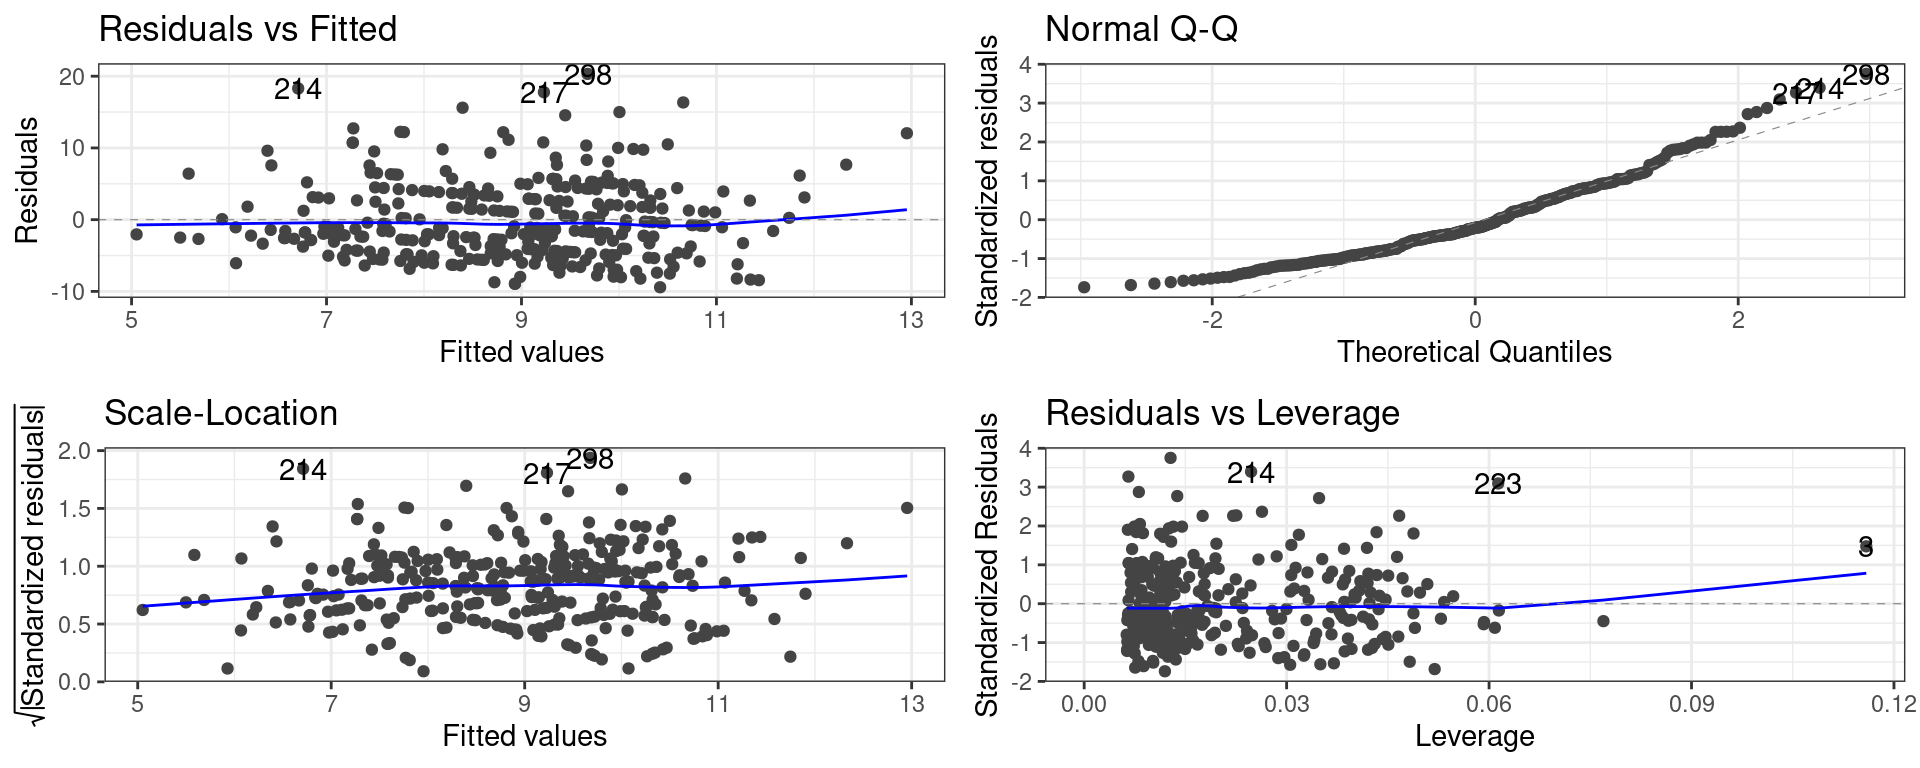 Residuals vs Fitted
Residuals
20
10
0
-10
214
217
298
5 7 9 11 13
Fitted values
Normal Q-Q
Standardized residuals
4
3
2
1
0
-1
-2
217
214
298
-2 0 2
Theoretical Quantiles
Scale-Location
√|Standardized residuals|
2.0
1.5
1.0
0.5
0.0
214
217
298
5 7 9 11 13
Fitted values
Residuals vs Leverage
Standardized Residuals
4
3
2
1
0
-1
-2
214
223
3
0.00 0.03 0.06 0.09 0.12
Leverage